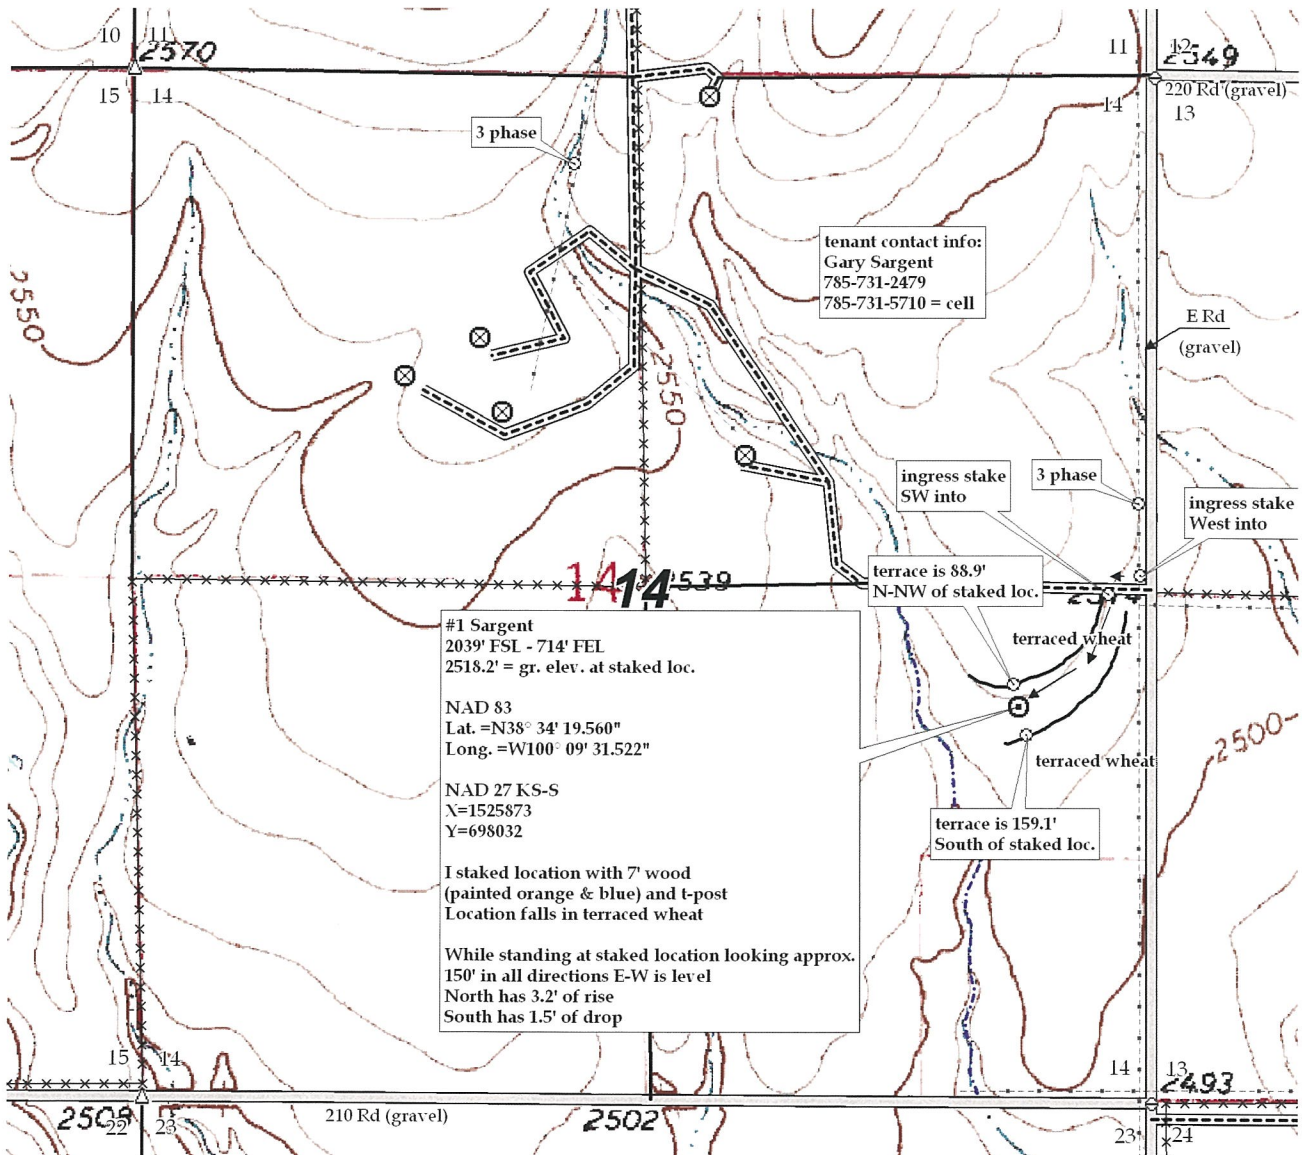 10
11
2570
15
14
11
12
2549
220 Rd (gravel)
14
13
3 phase
tenant contact info:
Gary Sargent
785-731-2479
785-731-5710 = cell
2550
E Rd
(gravel)
2550
ingress stake
SW into
3 phase
ingress stake
West into
14
14
2539
terrace is 88.9'
N-NW of staked loc.
terraced wheat
#1 Sargent
2039' FSL - 714' FEL
2518.2' = gr. elev. at staked loc.
NAD 83
Lat. =N38° 34' 19.560"
Long. =W100° 09' 31.522"
NAD 27 KS-S
X=1525873
Y=698032
I staked location with 7' wood
(painted orange & blue) and t-post
Location falls in terraced wheat
While standing at staked location looking approx.
150' in all directions E-W is level
North has 3.2' of rise
South has 1.5' of drop
2500
terraced wheat
terrace is 159.1'
South of staked loc.
15
14
14
13
2493
210 Rd (gravel)
2502
22
23
23
24